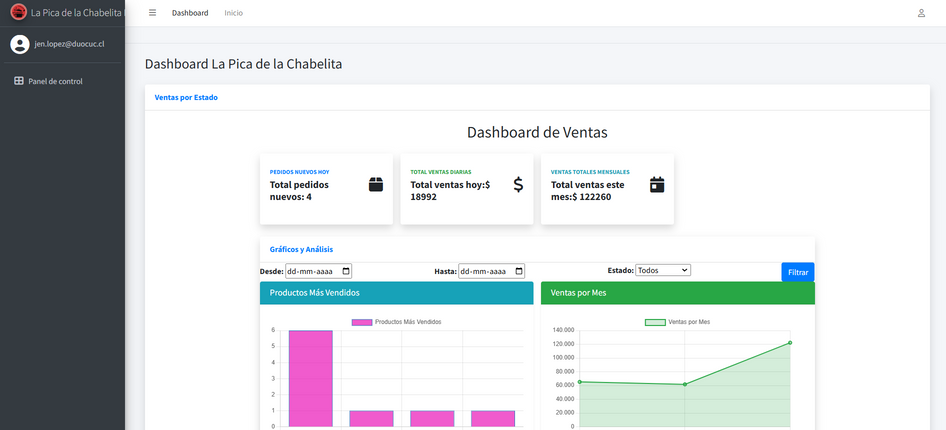 La Pica de la Chabelita
Dashboard
Inicio
jen.lopez@duocuc.cl
Panel de control
Dashboard La Pica de la Chabelita
Ventas por Estado
Dashboard de Ventas
PEDIDOS NUEVOS HOY
Total pedidos
nuevos: 4
TOTAL VENTAS DIARIAS
Total ventas hoy:$
18992
VENTAS TOTALES MENSUALES
Total ventas este
mes:$ 122260
Gráficos y Análisis
Desde: dd-mm-aaaa
Hasta: dd-mm-aaaa
Estado: Todos
Filtrar
Productos Más Vendidos
Productos Más Vendidos
6
5
4
3
2
1
0
Ventas por Mes
Ventas por Mes
140.000
120.000
100.000
80.000
60.000
40.000
20.000
0